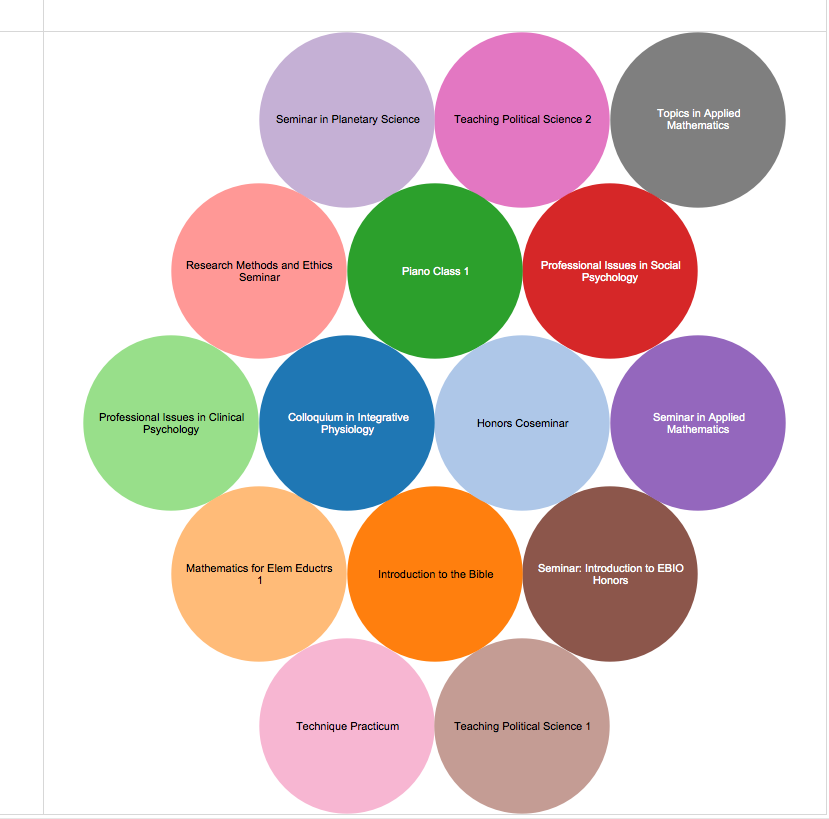 Seminar in Planetary Science
Teaching Political Science 2
Topics in Applied
Mathematics
Research Methods and Ethics
Seminar
Piano Class 1
Professional Issues in Social
Psychology
Professional Issues in Clinical
Psychology
Colloquium in Integrative
Physiology
Honors Coseminar
Seminar in Applied
Mathematics
Mathematics for Elem Eductrs
1
Introduction to the Bible
Seminar: Introduction to EBIO
Honors
Technique Practicum
Teaching Political Science 1